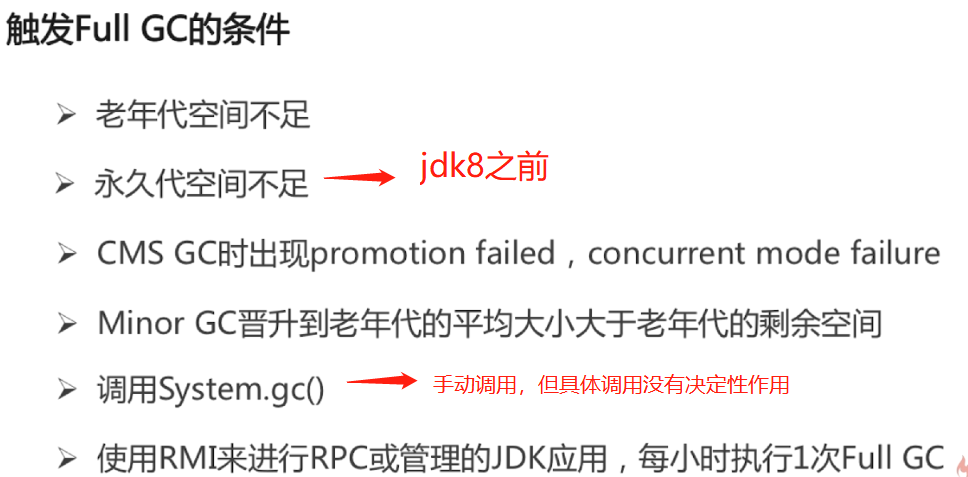 触发Full GC的条件
老年代空间不足
永久代空间不足 jdk8之前
CMS GC时出现promotion failed，concurrent mode failure
Minor GC晋升到老年代的平均大小大于老年代的剩余空间
调用System.gc() 手动调用，但具体调用没有决定性作用
使用RMI来进行RPC或管理的JDK应用，每小时执行1次Full GC